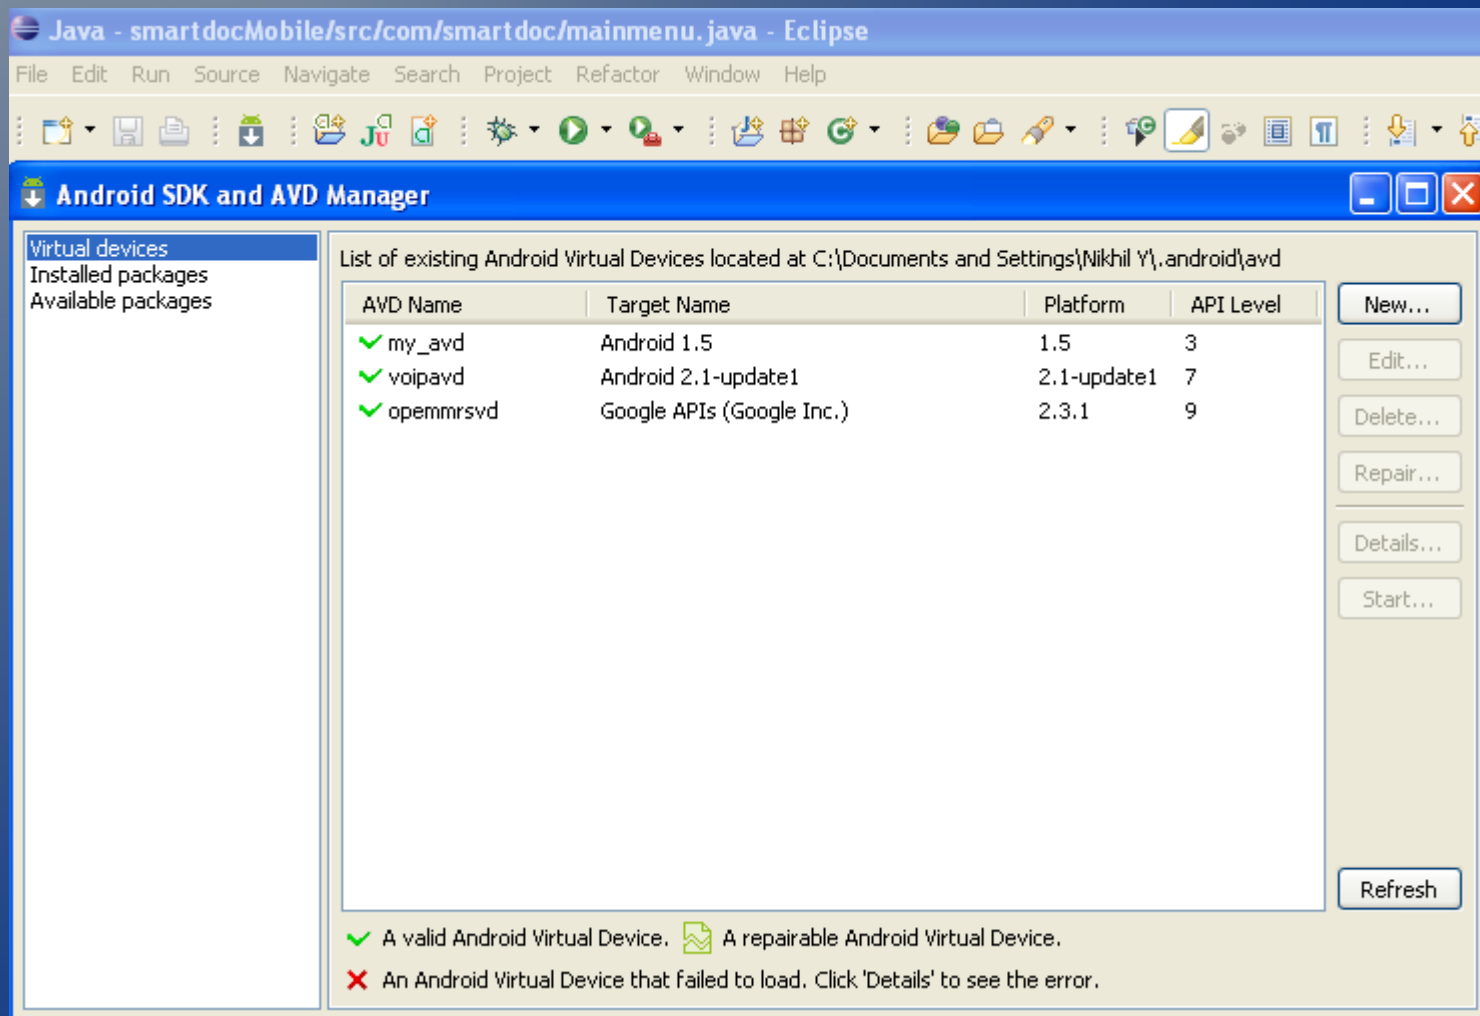 Java - smartdocMobile/src/com/smartdoc/mainmenu.java - Eclipse
File Edit Run Source Navigate Search Project Refactor Window Help
Android SDK and AVD Manager
Virtual devices
Installed packages
Available packages
List of existing Android Virtual Devices located at C:\Documents and Settings\Nikhil Y\.android\avd
AVD Name Target Name Platform API Level
my_avd Android 1.5 1.5 3
voipavd Android 2.1-update1 2.1-update1 7
opemmrsvd Google APIs (Google Inc.) 2.3.1 9
New...
Edit...
Delete...
Repair...
Details...
Start...
Refresh
A valid Android Virtual Device. A repairable Android Virtual Device.
An Android Virtual Device that failed to load. Click 'Details' to see the error.